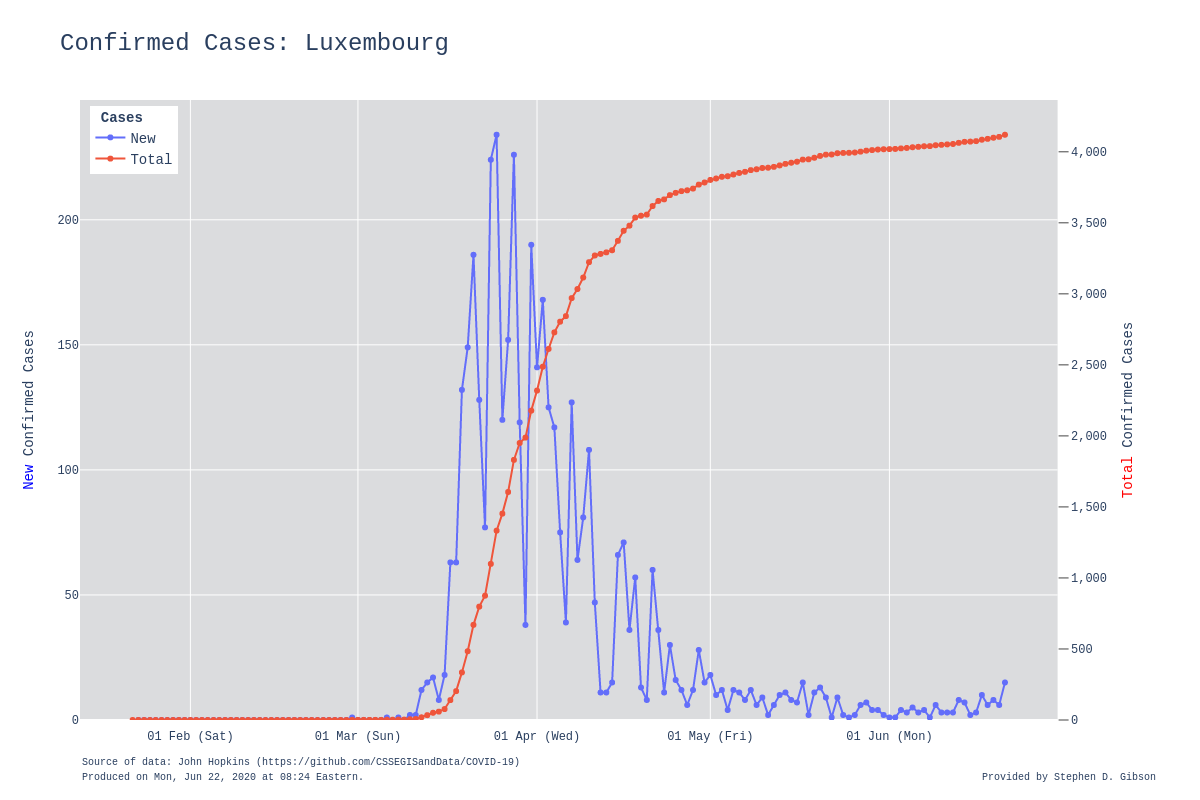 Confirmed Cases: Luxembourg
Cases
New
Total
200
150
100
50
0
4,000
3,500
3,000
2,500
2,000
1,500
1,000
500
0
New Confirmed Cases
Total Confirmed Cases
01 Feb (Sat)
01 Mar (Sun)
01 Apr (Wed)
01 May (Fri)
01 Jun (Mon)
Source of data: John Hopkins (https://github.com/CSSEGISandData/COVID-19)
Produced on Mon, Jun 22, 2020 at 08:24 Eastern.
Provided by Stephen D. Gibson